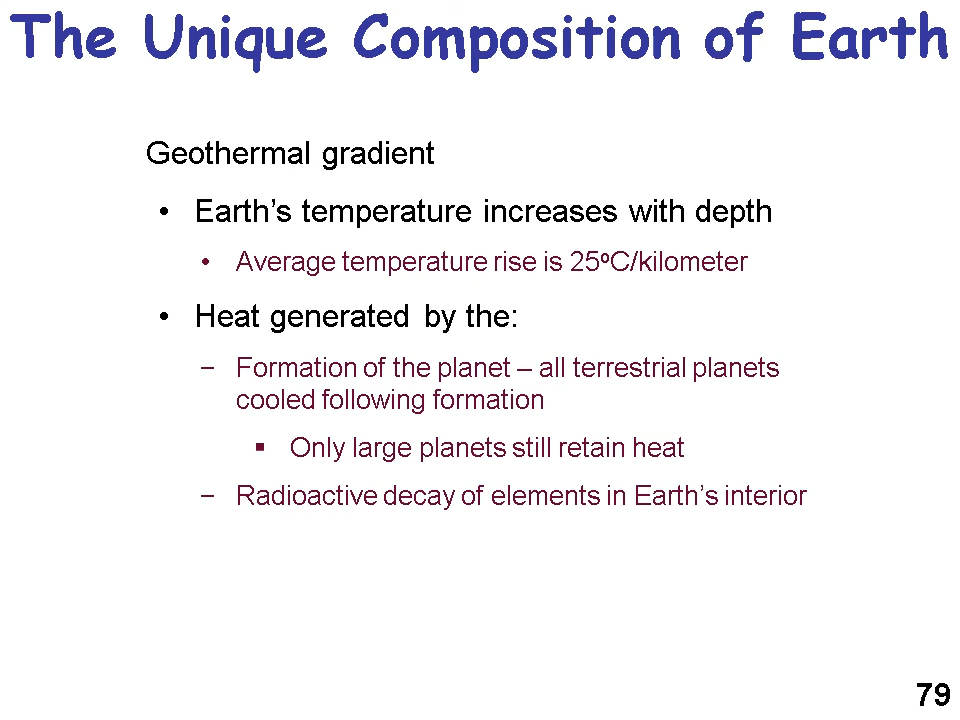 The Unique Composition of Earth
Geothermal gradient
• Earth’s temperature increases with depth
• Average temperature rise is 25ºC/kilometer
• Heat generated by the:
− Formation of the planet – all terrestrial planets
cooled following formation
▪ Only large planets still retain heat
− Radioactive decay of elements in Earth’s interior
79